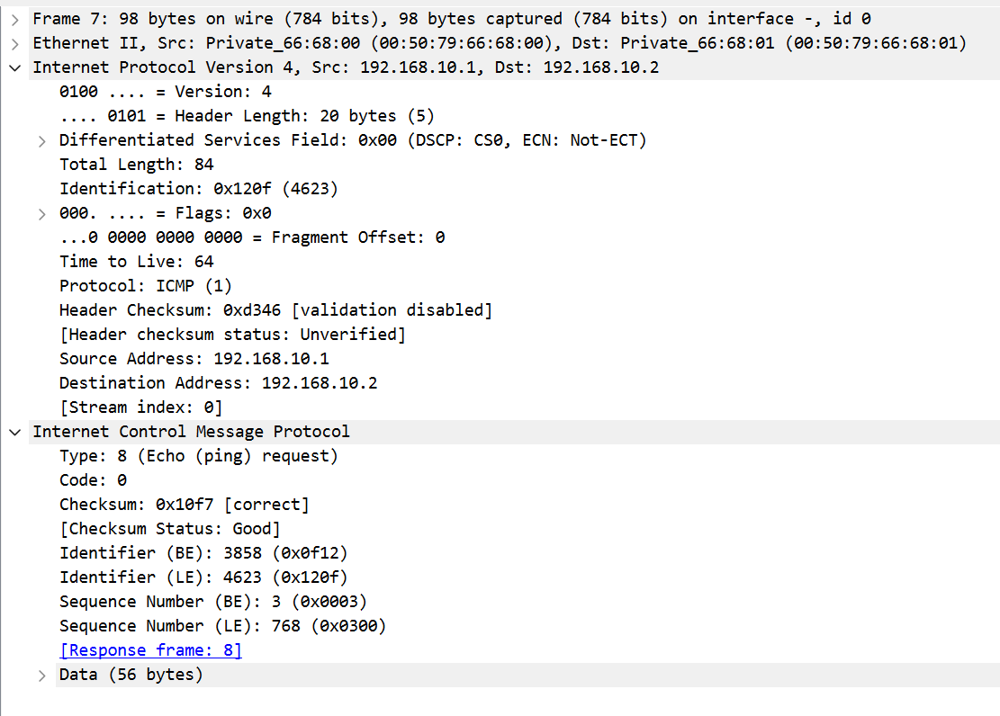 Frame 7: 98 bytes on wire (784 bits), 98 bytes captured (784 bits) on interface -, id 0
Ethernet II, Src: Private_66:68:00 (00:50:79:66:68:00), Dst: Private_66:68:01 (00:50:79:66:68:01)
Internet Protocol Version 4, Src: 192.168.10.1, Dst: 192.168.10.2
0100 .... = Version: 4
.... 0101 = Header Length: 20 bytes (5)
Differentiated Services Field: 0x00 (DSCP: CS0, ECN: Not-ECT)
Total Length: 84
Identification: 0x120f (4623)
000. .... = Flags: 0x0
...0 0000 0000 0000 = Fragment Offset: 0
Time to Live: 64
Protocol: ICMP (1)
Header Checksum: 0xd346 [validation disabled]
[Header checksum status: Unverified]
Source Address: 192.168.10.1
Destination Address: 192.168.10.2
[Stream index: 0]
Internet Control Message Protocol
Type: 8 (Echo (ping) request)
Code: 0
Checksum: 0x10f7 [correct]
[Checksum Status: Good]
Identifier (BE): 3858 (0x0f12)
Identifier (LE): 4623 (0x120f)
Sequence Number (BE): 3 (0x0003)
Sequence Number (LE): 768 (0x0300)
[Response frame: 8]
Data (56 bytes)